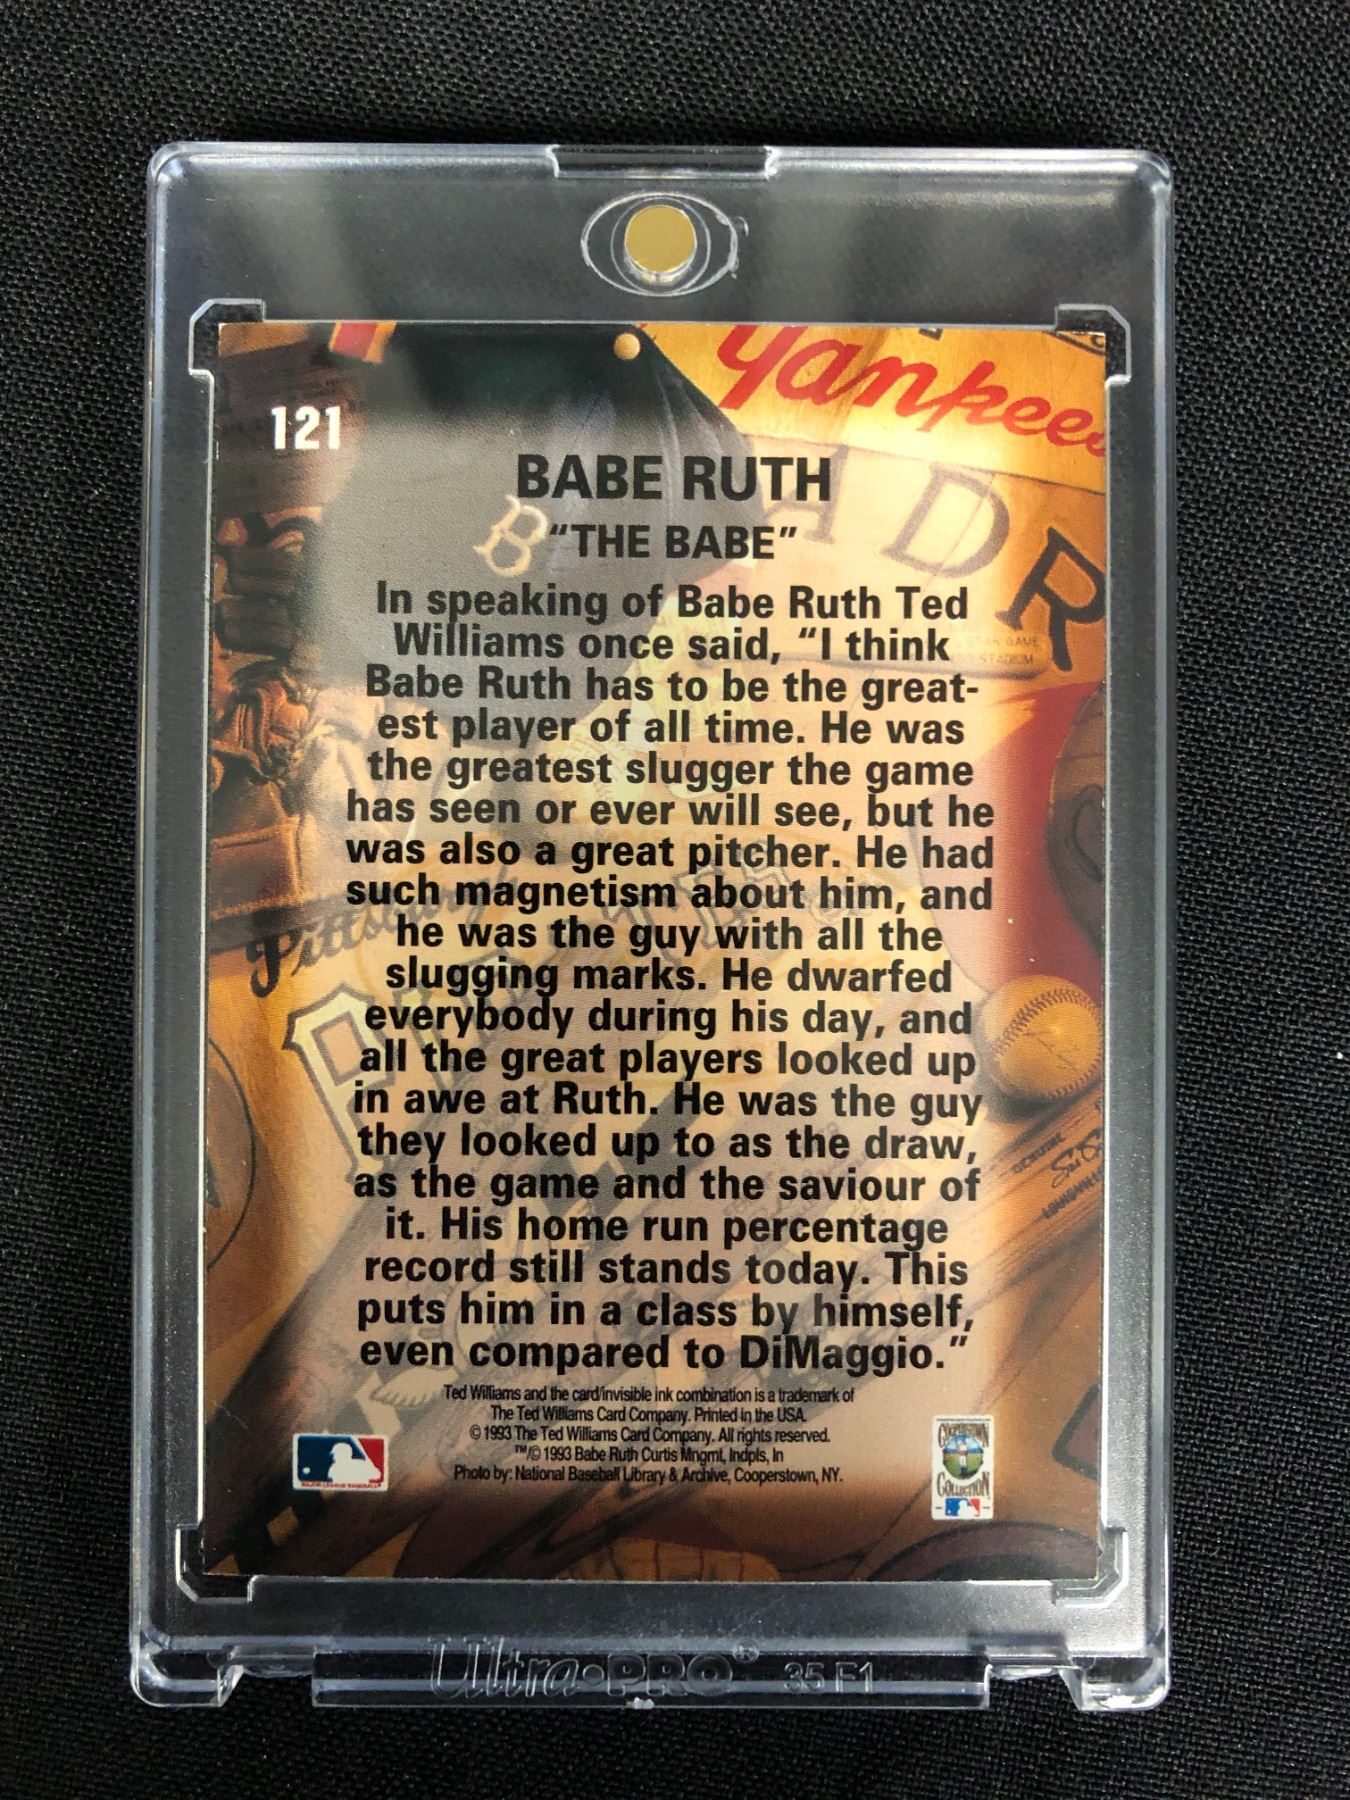 Yankees
121
ADR
BABE RUTH
B
"THE BABE"
In speaking of Babe Ruth Ted
Williams once said, "I think
Babe Ruth has to be the great-
est player of all time. He was
the greatest slugger the game
has seen or ever will see, but he
was also a great pitcher. He had
such magnetism about him, and
he was the guy with all the
slugging marks. He dwarfed
everybody during his day, and
all the great players looked up
in awe at Ruth. He was the guy
they looked up to as the draw,
as the game and the saviour of
it. His home run percentage
record still stands today. This
puts him in a class by himself,
even compared to DiMaggio."
Pittsburgh
GENUINE
Ted Williams and the card/invisible ink combination is a trademark of
The Ted Williams Card Company. Printed in the USA.
© 1993 The Ted Williams Card Company. All rights reserved.
™/© 1993 Babe Ruth Curtis Mngmt, Indpls, In
Photo by: National Baseball Library & Archive, Cooperstown, NY.
MAJOR LEAGUE BASEBALL
COOPERSTOWN
COLLECTION
Ultra•PRO® 35 F1